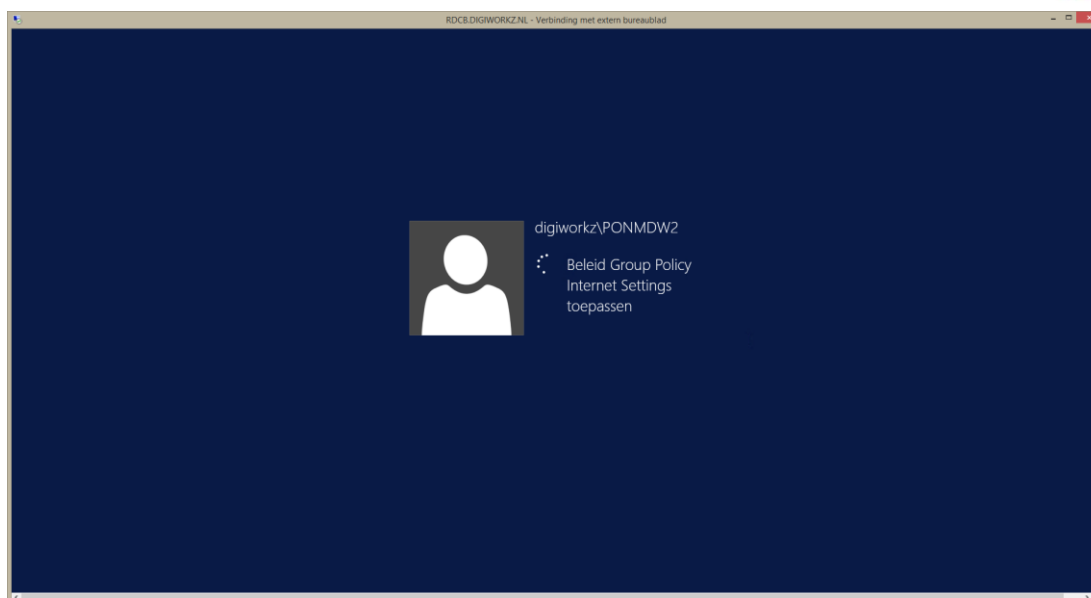 RDCB.DIGIWORKZ.NL - Verbinding met extern bureaublad
digiworkz\PONMDW2
Beleid Group Policy
Internet Settings
toepassen